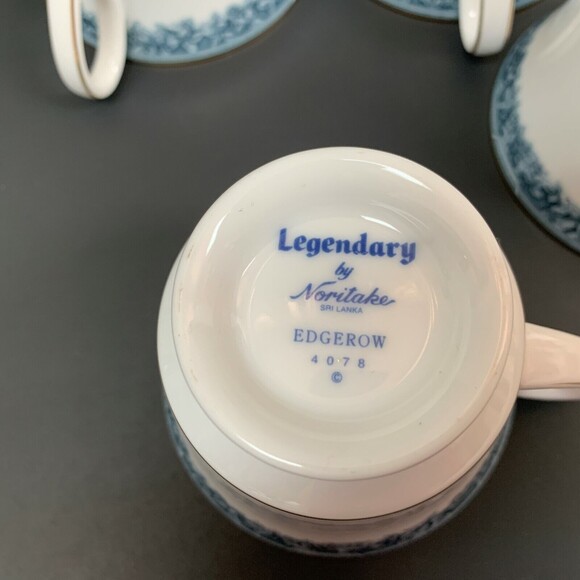 Legendary
by
Noritake
SRI LANKA
EDGEROW
4078
©